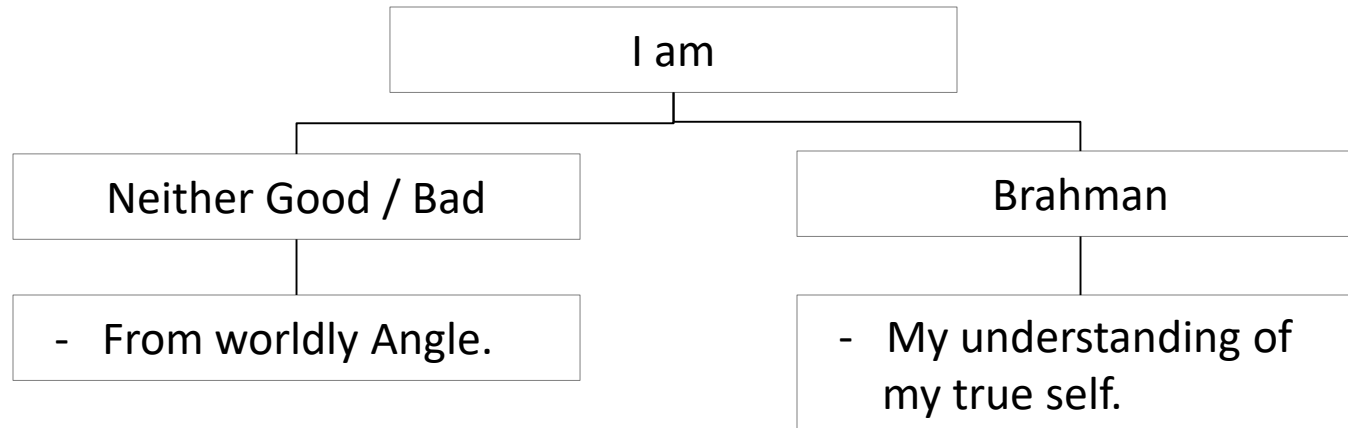 I am
Neither Good / Bad
Brahman
- From worldly Angle.
- My understanding of
my true self.